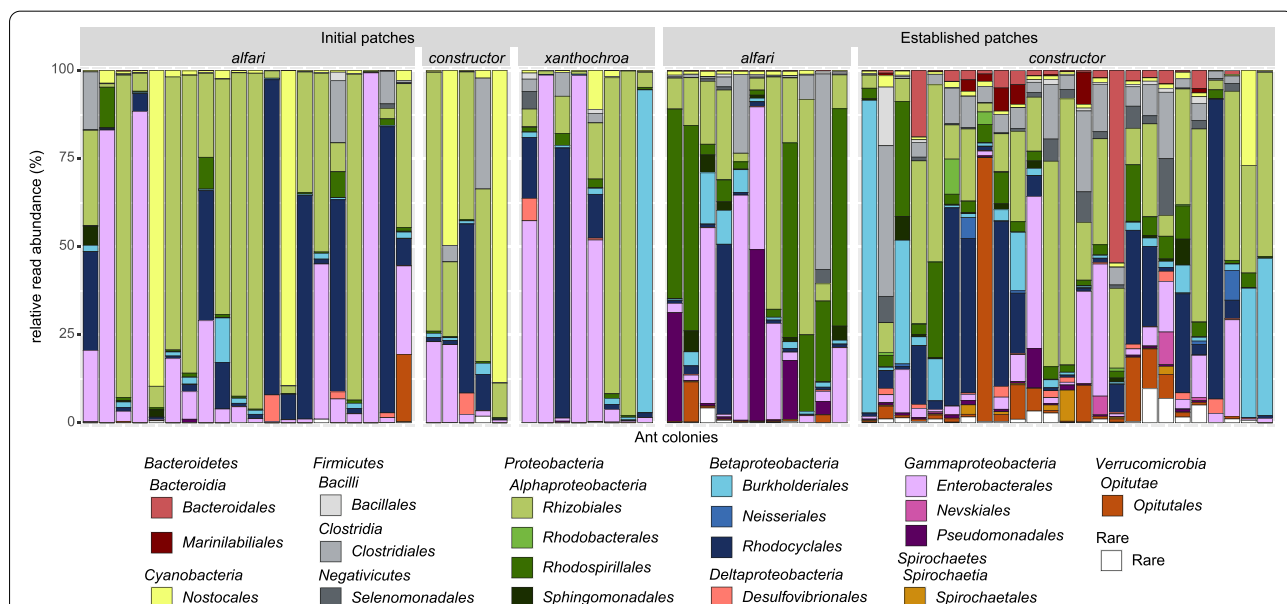 Initial patches Established patches
alfari constructor xanthochroa alfari constructor
relative read abundance (%)
100
75
50
25
0
Ant colonies
Bacteroidetes Firmicutes Proteobacteria Betaproteobacteria Gammaproteobacteria Verrucomicrobia
Bacteroidia Bacilli Alphaproteobacteria Burkholderiales Enterobacterales Opitutae
Bacteroidales Bacillales Rhizobiales Neisseriales Nevskiales Opitutales
Marinilabiliales Clostridia Rhodobacterales Rhodocyclales Pseudomonadales Rare
Clostridiales Rhodospirillales Spirochaetes Rare
Cyanobacteria Negativicutes Deltaproteobacteria Spirochaetia
Nostocales Selenomonadales Sphingomonadales Desulfovibrionales Spirochaetales